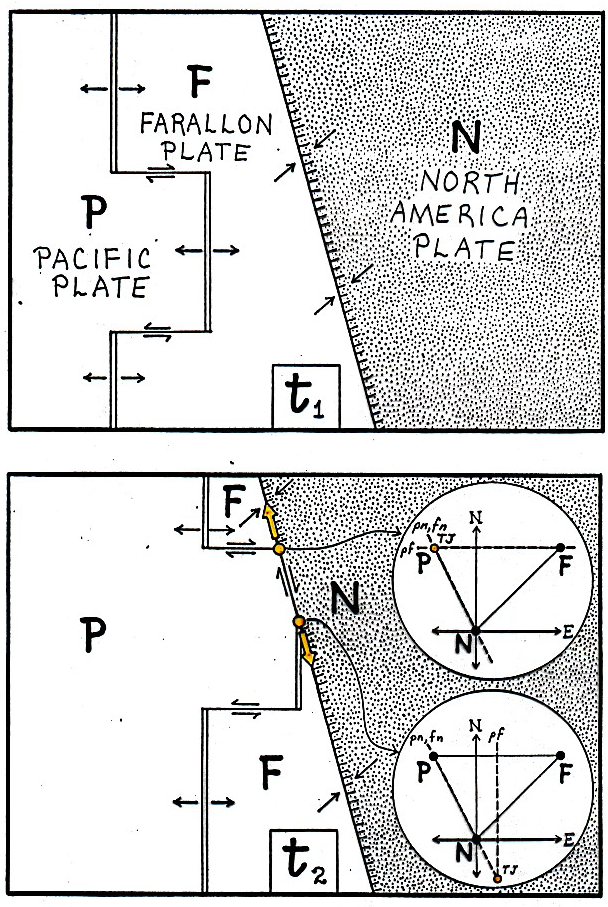 F
FARALLON
PLATE
N
NORTH
AMERICA
PLATE
P
PACIFIC
PLATE
t1
F
N
P
F
t2
N
pn, fn
TJ
pf
P
F
N
E
N
pn, fn
pf
P
F
N
E
TJ